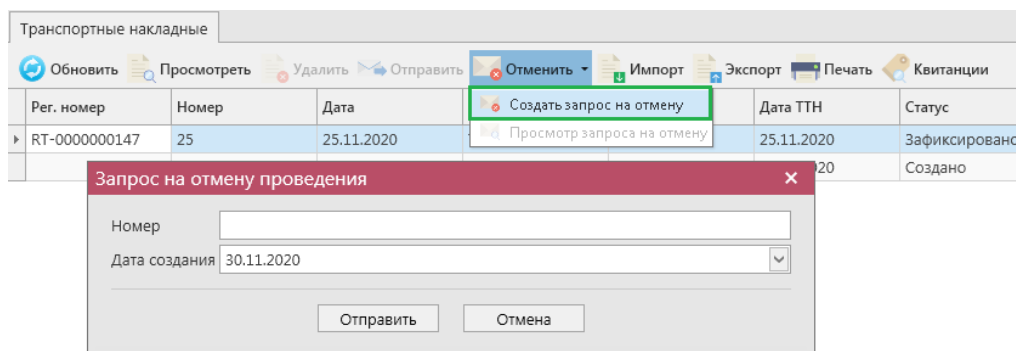 Транспортные накладные
Обновить Просмотреть Удалить Отправить Отменить Импорт Экспорт Печать Квитанции
Рег. номер Номер Дата Дата ТТН Статус
Создать запрос на отмену
RT-0000000147 25 25.11.2020 25.11.2020 Зафиксировано
Просмотр запроса на отмену
20 Создано
Запрос на отмену проведения
Номер
Дата создания 30.11.2020
Отправить Отмена